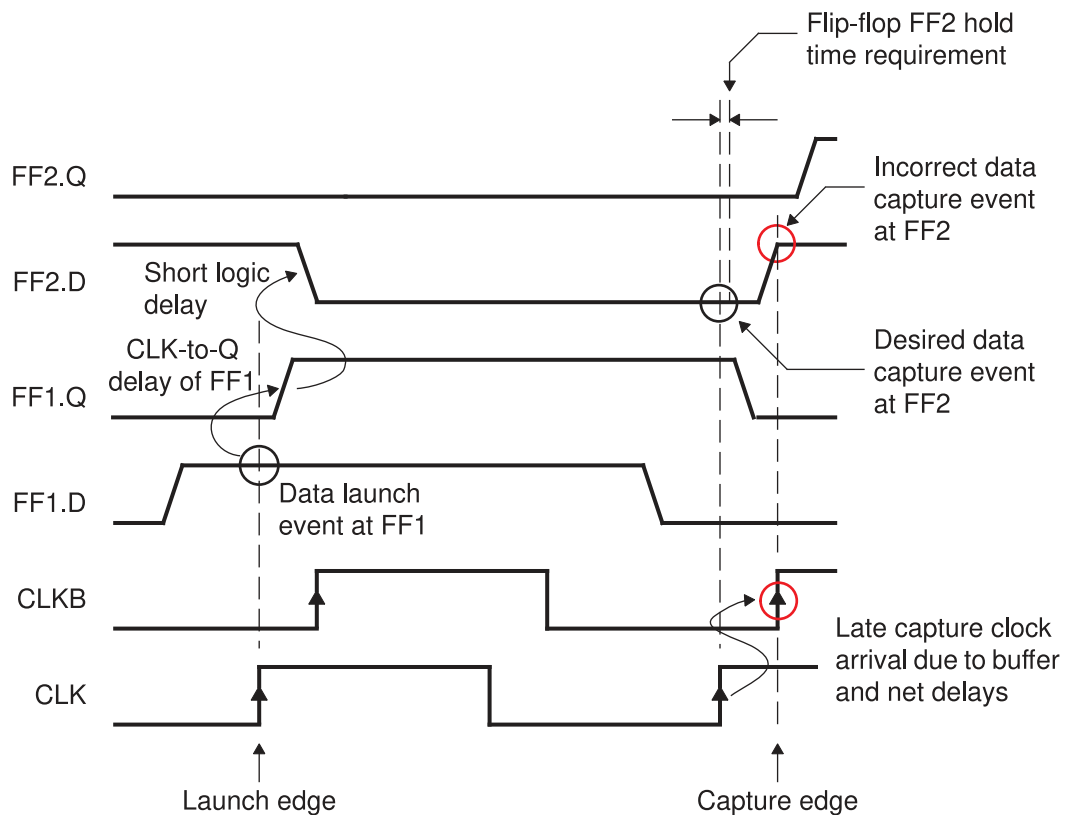 Flip-flop FF2 hold
time requirement
FF2.Q
Incorrect data
capture event
at FF2
FF2.D
Short logic
delay
CLK-to-Q
delay of FF1
Desired data
capture event
at FF2
FF1.Q
FF1.D
Data launch
event at FF1
CLKB
Late capture clock
arrival due to buffer
and net delays
CLK
Launch edge
Capture edge